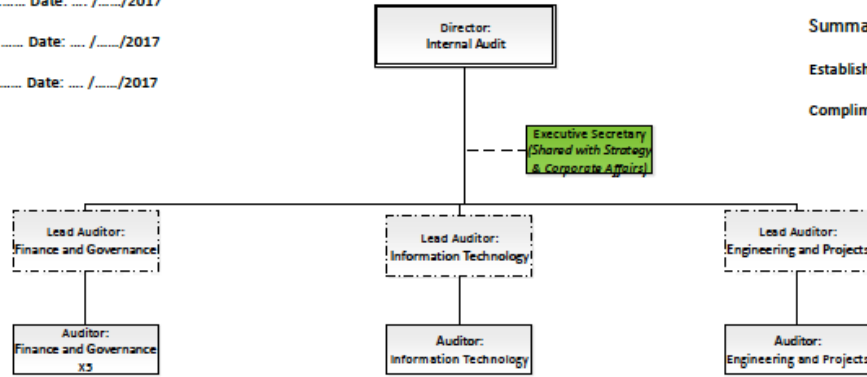 ...... Date: .... /....../2017
...... Date: .... /....../2017
...... Date: .... /....../2017
Director:
Internal Audit
Summa
Establish
Complim
Executive Secretary
(Shared with Strategy
& Corporate Affairs)
Lead Auditor:
Finance and Governance
Lead Auditor:
Information Technology
Lead Auditor:
Engineering and Projects
Auditor:
Finance and Governance
X5
Auditor:
Information Technology
Auditor:
Engineering and Projects